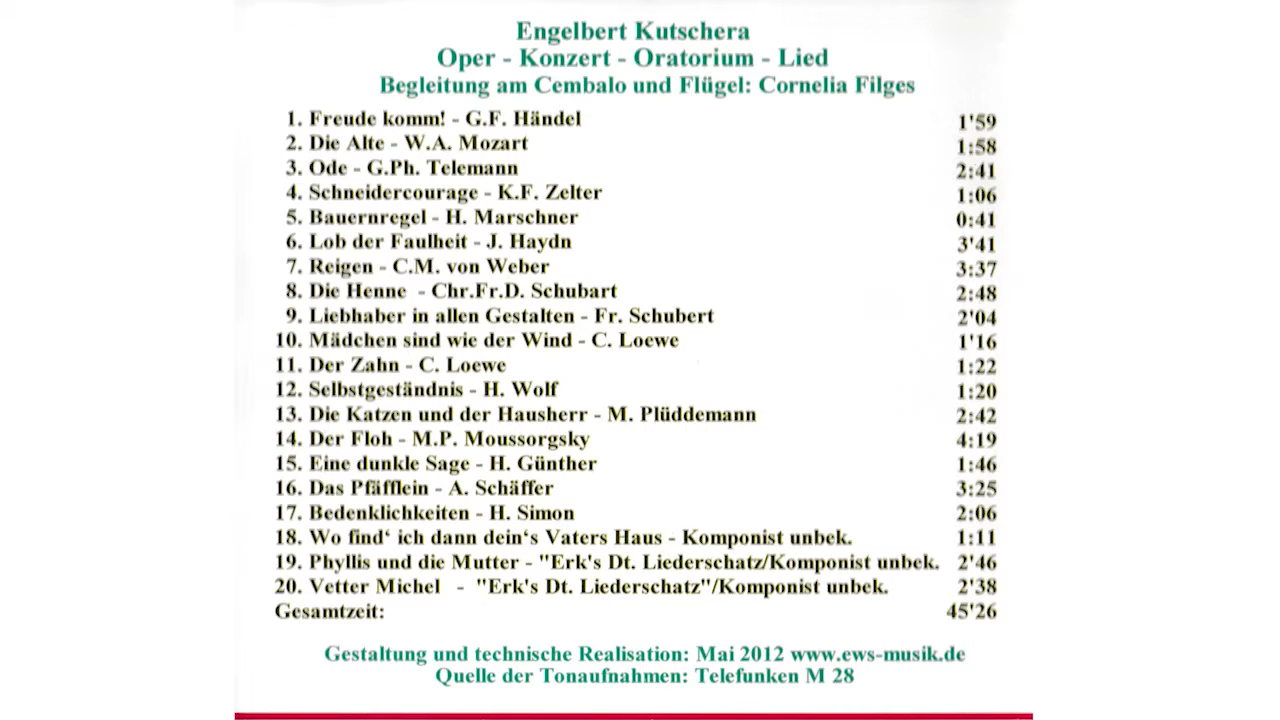 Engelbert Kutschera
Oper - Konzert - Oratorium - Lied
Begleitung am Cembalo und Flügel: Cornelia Filges
1. Freude komm! - G.F. Händel 1'59
2. Die Alte - W.A. Mozart 1:58
3. Ode - G.Ph. Telemann 2:41
4. Schneidercourage - K.F. Zelter 1:06
5. Bauernregel - H. Marschner 0:41
6. Lob der Faulheit - J. Haydn 3'41
7. Reigen - C.M. von Weber 3:37
8. Die Henne - Chr.Fr.D. Schubart 2:48
9. Liebhaber in allen Gestalten - Fr. Schubert 2'04
10. Mädchen sind wie der Wind - C. Loewe 1'16
11. Der Zahn - C. Loewe 1:22
12. Selbstgeständnis - H. Wolf 1:20
13. Die Katzen und der Hausherr - M. Plüddemann 2:42
14. Der Floh - M.P. Moussorgsky 4:19
15. Eine dunkle Sage - H. Günther 1:46
16. Das Pfäfflein - A. Schäffer 3:25
17. Bedenklichkeiten - H. Simon 2:06
18. Wo find‘ ich dann dein‘s Vaters Haus - Komponist unbek. 1:11
19. Phyllis und die Mutter - "Erk's Dt. Liederschatz/Komponist unbek. 2'46
20. Vetter Michel - "Erk's Dt. Liederschatz"/Komponist unbek. 2'38
Gesamtzeit: 45'26
Gestaltung und technische Realisation: Mai 2012 www.ews-musik.de
Quelle der Tonaufnahmen: Telefunken M 28